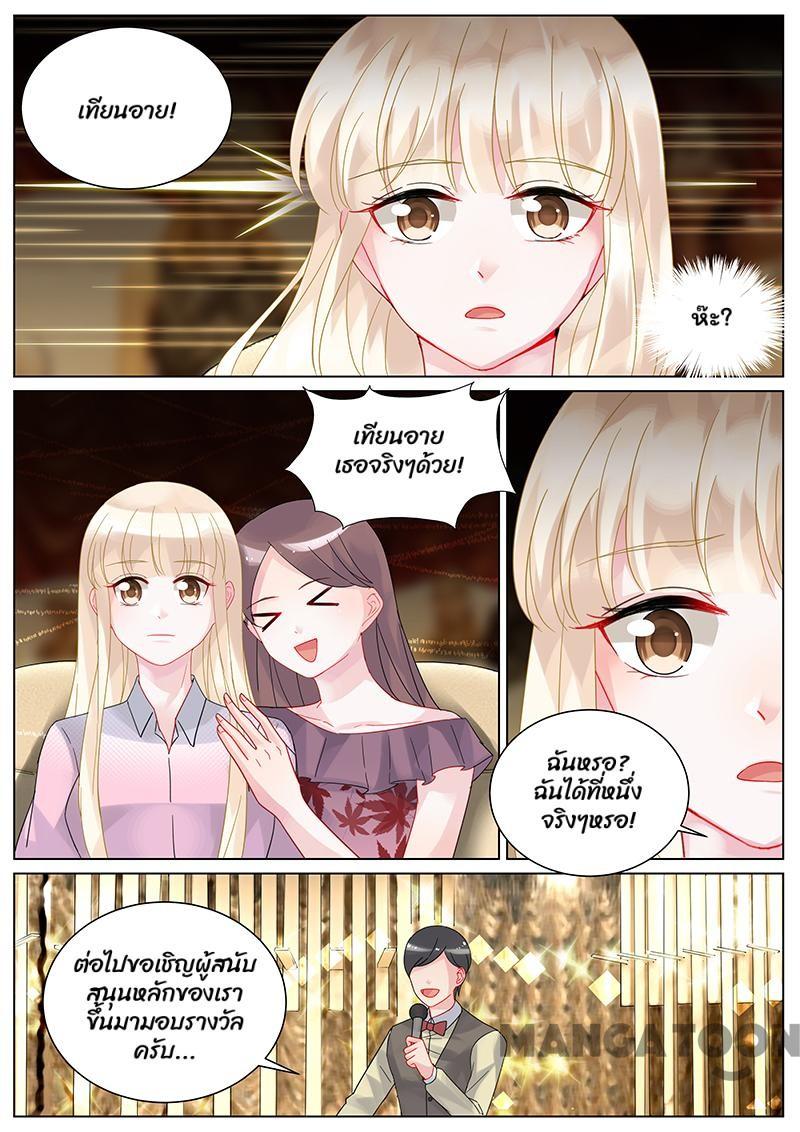 เทียนอาย!
ห๊ะ?
เทียนอาย
เธอจริงๆด้วย!
ฉันหรอ?
ฉันได้ที่หนึ่ง
จริงๆหรอ!
ต่อไปขอเชิญผู้สนับ
สนุนหลักของเรา
ขึ้นมามอบรางวัล
ครับ...
MANGATOON